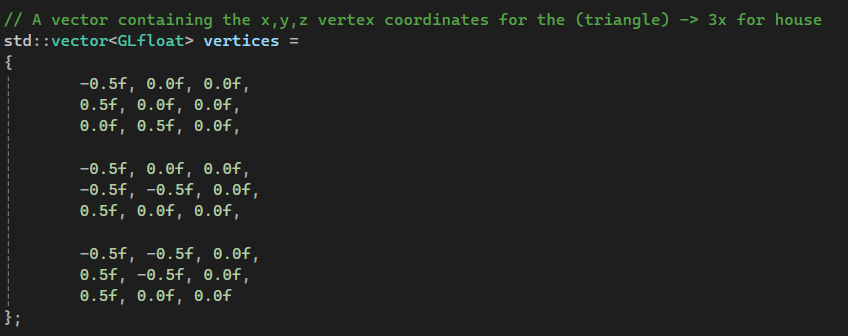 // A vector containing the x,y,z vertex coordinates for the (triangle) -> 3x for house
std::vector<GLfloat> vertices =
{
-0.5f, 0.0f, 0.0f,
0.5f, 0.0f, 0.0f,
0.0f, 0.5f, 0.0f,
-0.5f, 0.0f, 0.0f,
-0.5f, -0.5f, 0.0f,
0.5f, 0.0f, 0.0f,
-0.5f, -0.5f, 0.0f,
0.5f, -0.5f, 0.0f,
0.5f, 0.0f, 0.0f
};